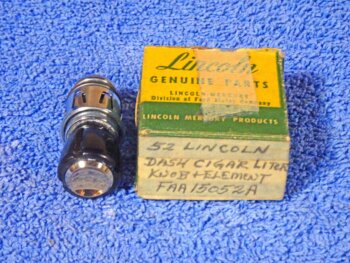 Lincoln
GENUINE PARTS
LINCOLN-MERCURY
Division of Ford Motor Company
LINCOLN MERCURY PRODUCTS
52 LINCOLN
DASH CIGAR LITER
KNOB + ELEMENT
FAA 15052A